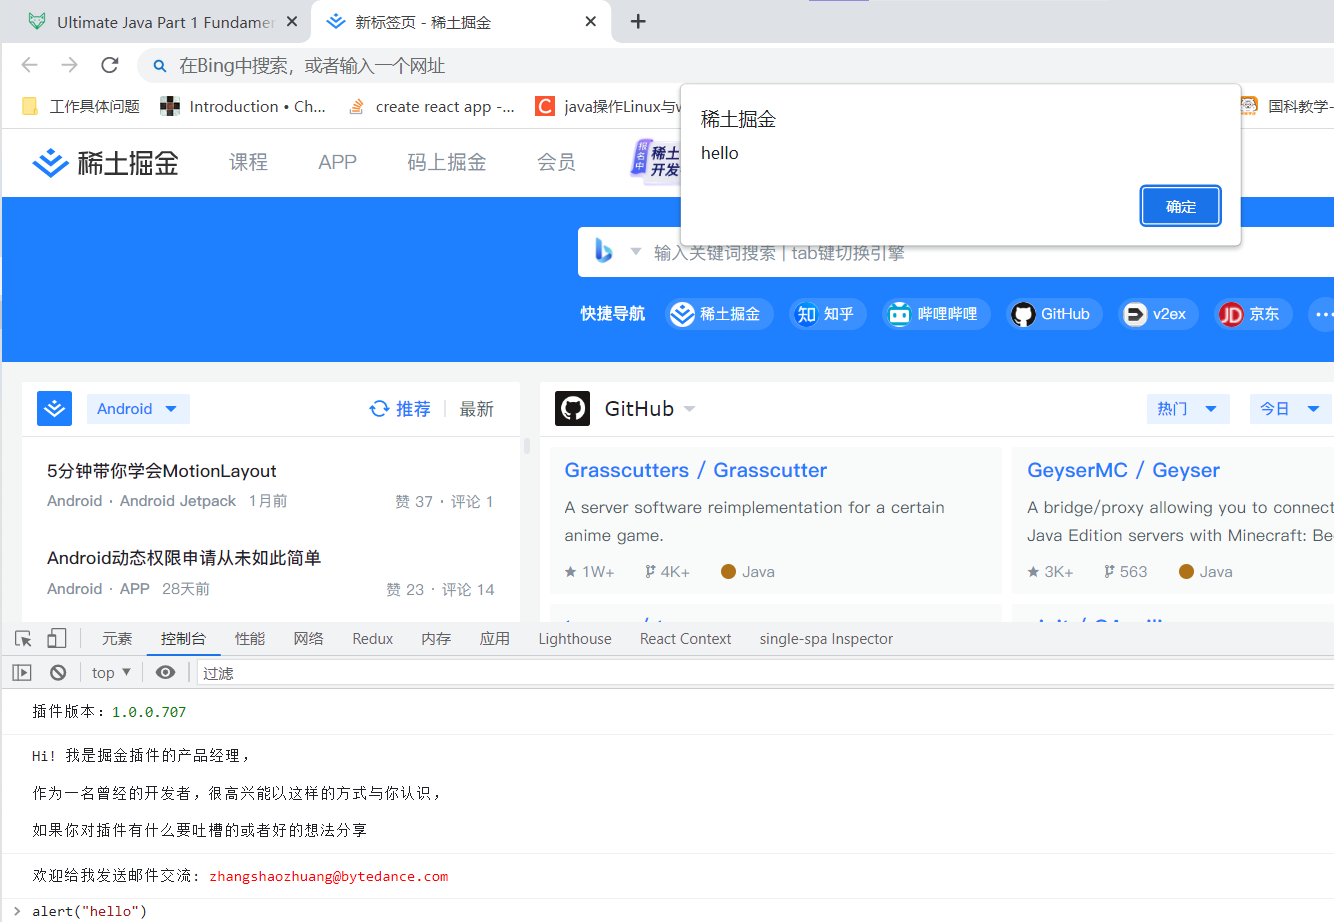 Ultimate Java Part 1 Fundamer
新标签页 - 稀土掘金
在Bing中搜索，或者输入一个网址
工作具体问题
Introduction • Ch...
create react app -...
java操作Linux与w
国科教学-
稀土掘金
hello
确定
稀土掘金
课程
APP
码上掘金
会员
报名中
稀土
开发
输入关键词搜索 | tab键切换引擎
快捷导航
稀土掘金
知 知乎
哔哩哔哩
GitHub
v2ex
JD 京东
Android
推荐
最新
GitHub
热门
今日
5分钟带你学会MotionLayout
Android · Android Jetpack 1月前
赞 37 · 评论 1
Android动态权限申请从未如此简单
Android · APP 28天前
赞 23 · 评论 14
Grasscutters / Grasscutter
A server software reimplementation for a certain
anime game.
1W+ 4K+ Java
GeyserMC / Geyser
A bridge/proxy allowing you to connect
Java Edition servers with Minecraft: Be
3K+ 563 Java
元素 控制台 性能 网络 Redux 内存 应用 Lighthouse React Context single-spa Inspector
top
过滤
插件版本：1.0.0.707
Hi! 我是掘金插件的产品经理，
作为一名曾经的开发者，很高兴能以这样的方式与你认识，
如果你对插件有什么要吐槽的或者好的想法分享
欢迎给我发送邮件交流: zhangshaozhuang@bytedance.com
> alert("hello")